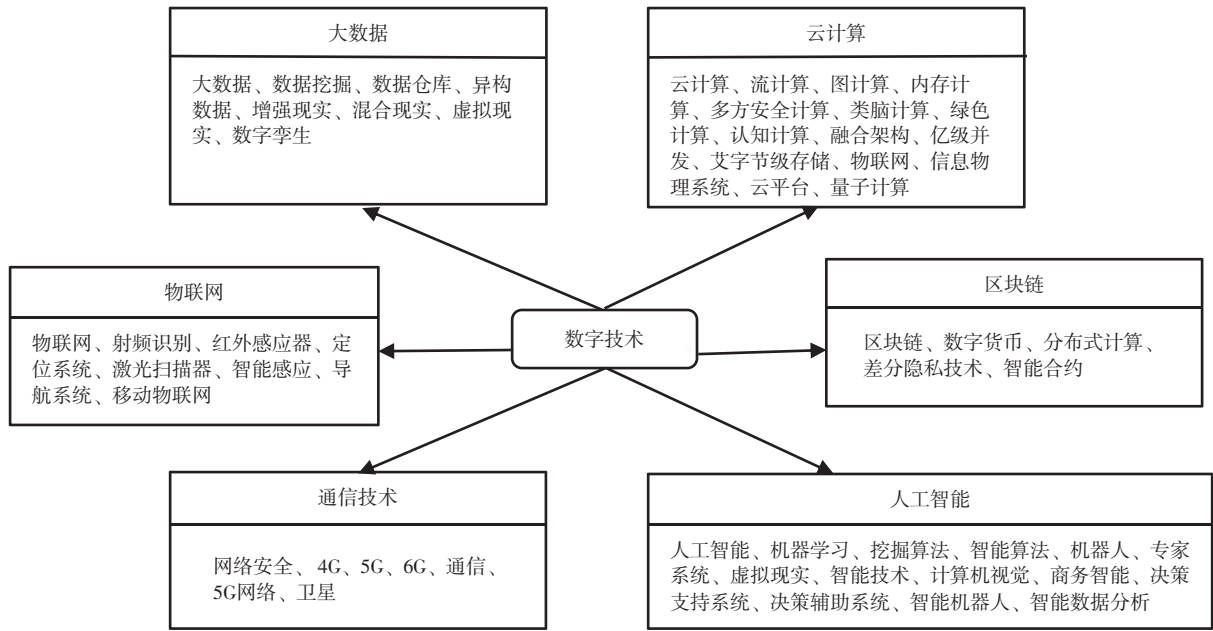 大数据
大数据、数据挖掘、数据仓库、异构
数据、增强现实、混合现实、虚拟现
实、数字孪生
云计算
云计算、流计算、图计算、内存计
算、多方安全计算、类脑计算、绿色
计算、认知计算、融合架构、亿级并
发、艾字节级存储、物联网、信息物
理系统、云平台、量子计算
物联网
物联网、射频识别、红外感应器、定
位系统、激光扫描器、智能感应、导
航系统、移动物联网
数字技术
区块链
区块链、数字货币、分布式计算、
差分隐私技术、智能合约
通信技术
网络安全、4G、5G、6G、通信、
5G网络、卫星
人工智能
人工智能、机器学习、挖掘算法、智能算法、机器人、专家
系统、虚拟现实、智能技术、计算机视觉、商务智能、决策
支持系统、决策辅助系统、智能机器人、智能数据分析